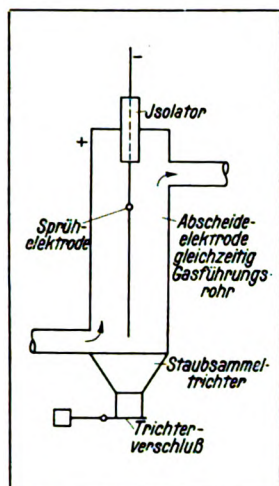 −
Jsolator
+
Sprüh-
elektrode
Abscheide-
elektrode
gleichzeitig
Gasführungs-
rohr
Staubsammel-
trichter
Trichter-
verschluß